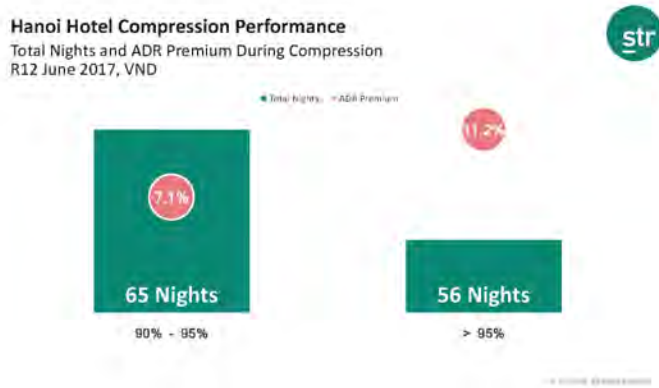 Hanoi Hotel Compression Performance
Total Nights and ADR Premium During Compression
R12 June 2017, VND
str
Total Nights ADR Premium
11.2%
7.1%
65 Nights
56 Nights
90% - 95%
> 95%